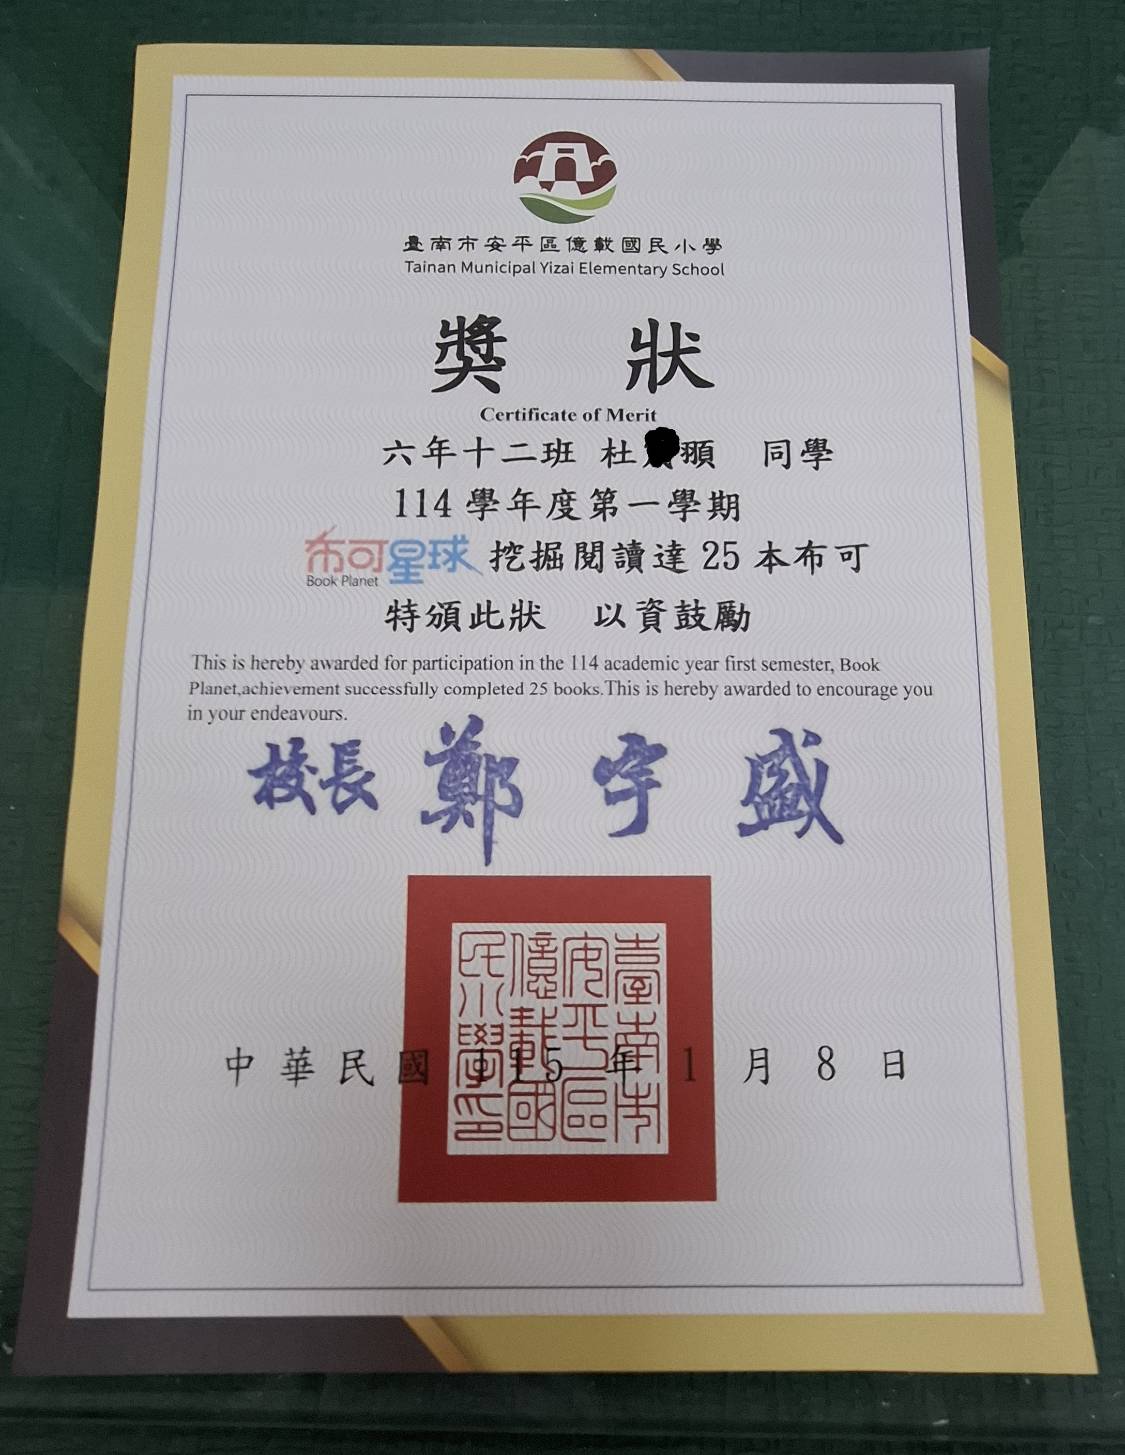 臺南市安平區億載國民小學
Tainan Municipal Yizai Elementary School
獎 狀
Certificate of Merit
六年十二班 杜 同學
114 學年度第一學期
布可星球 挖掘閱讀達 25 本布可
Book Planet
特頒此狀 以資鼓勵
This is hereby awarded for participation in the 114 academic year first semester, Book
Planet,achievement successfully completed 25 books.This is hereby awarded to encourage you
in your endeavours.
校長 鄭宇盛
臺南市安平區億載國民小學印
中華民國 115 年 1 月 8 日